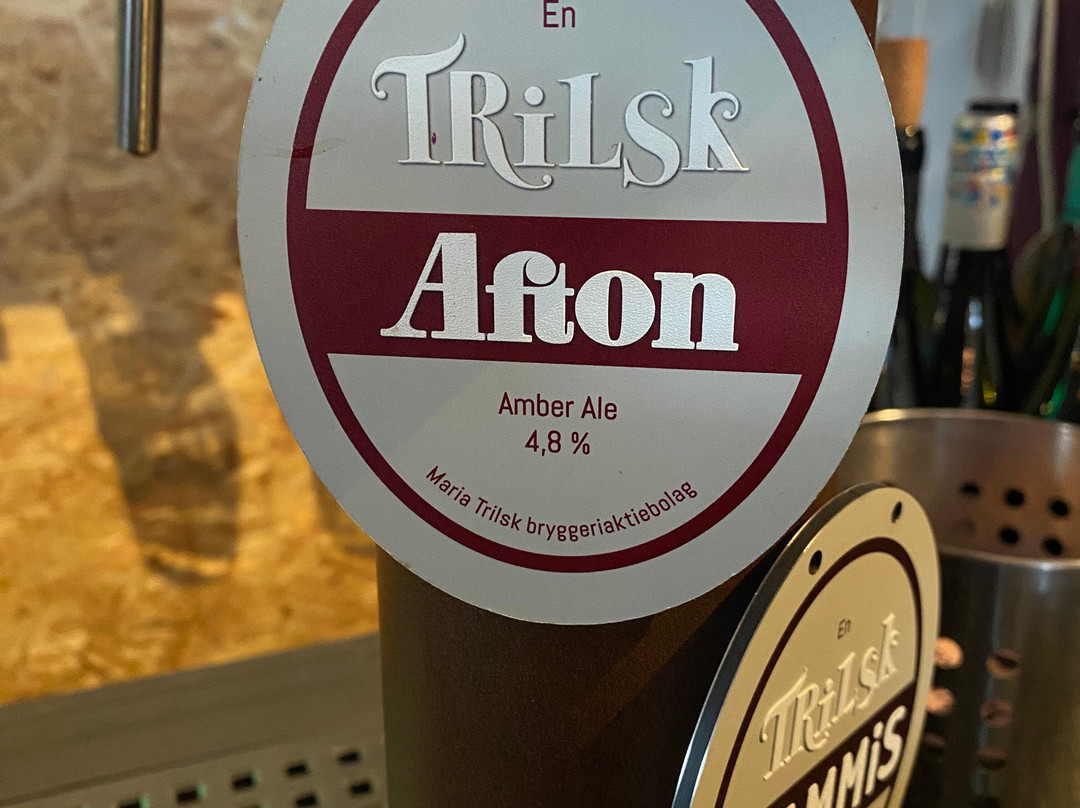 En
TRiLsk
Afton
Amber Ale
4,8 %
Maria Trilsk bryggeriaktiebolag
En
TRiLsk